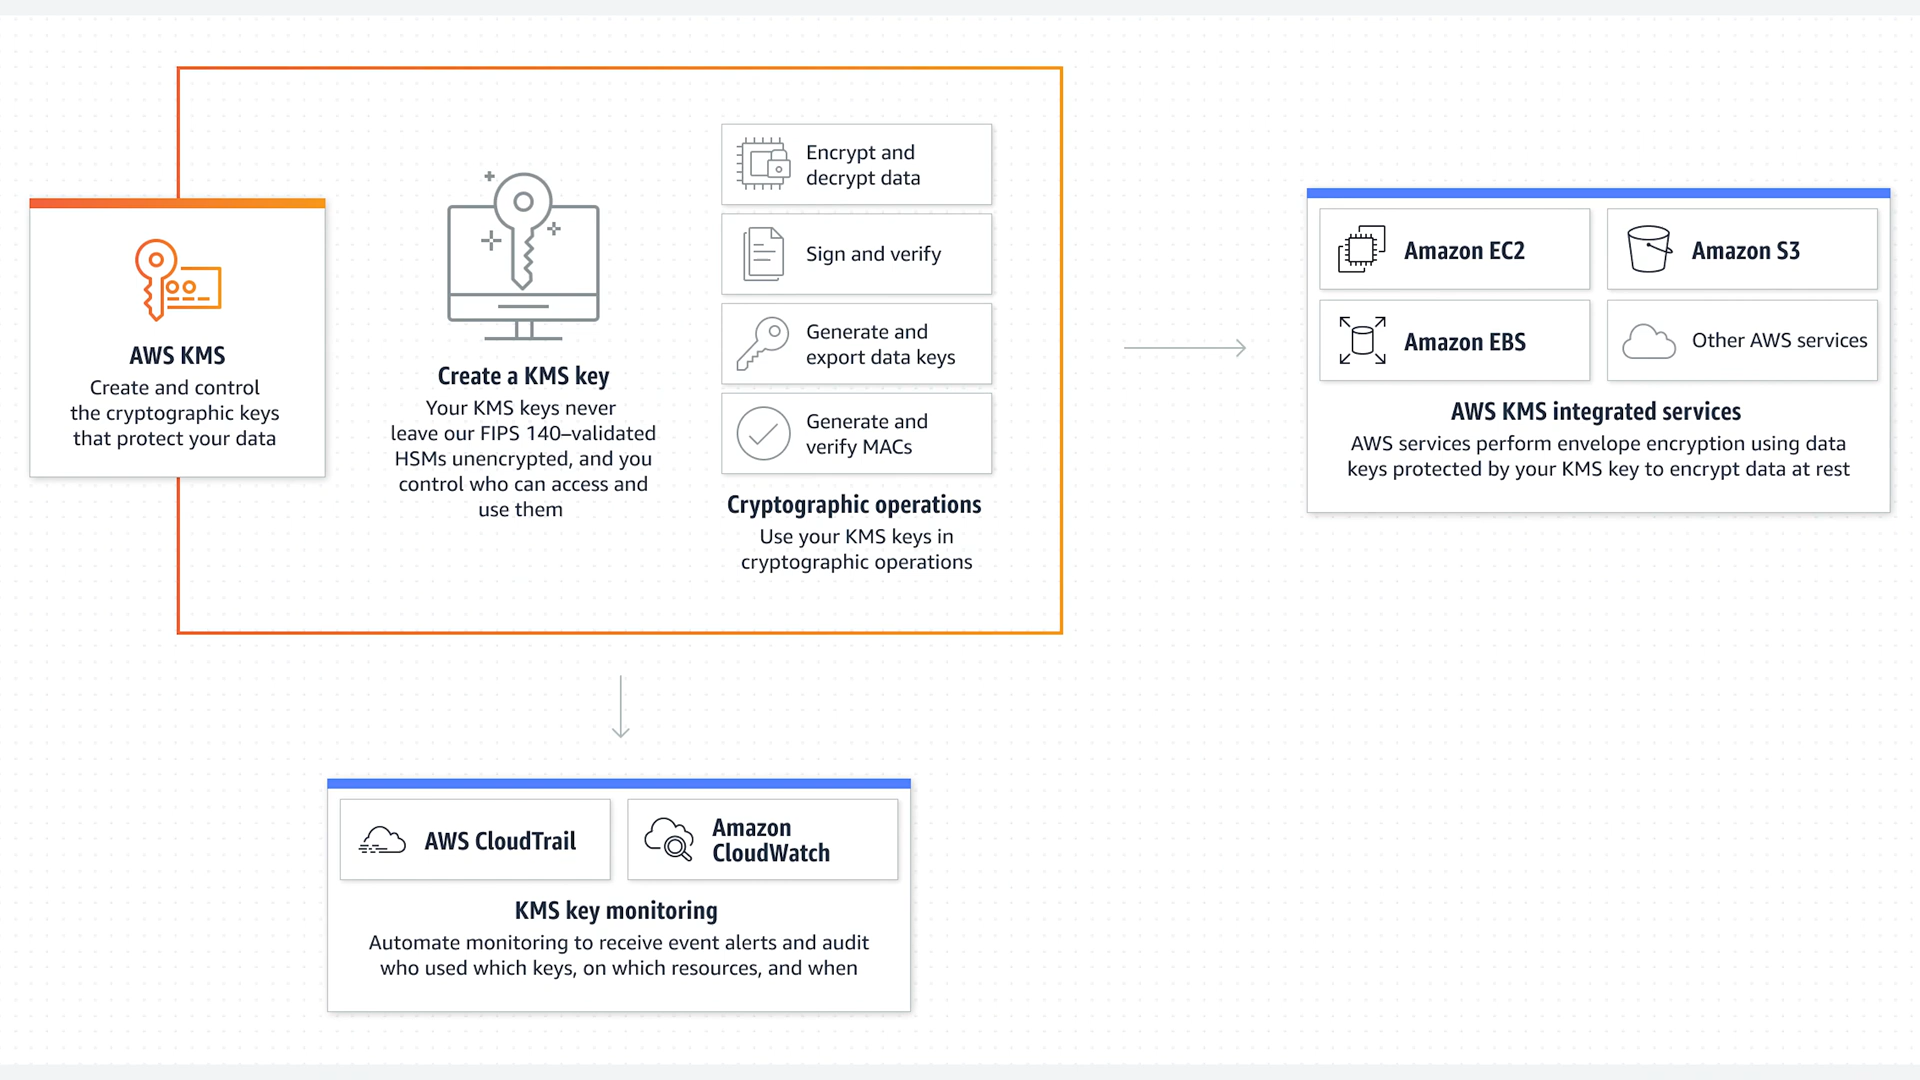 AWS KMS
Create and control
the cryptographic keys
that protect your data
Create a KMS key
Your KMS keys never
leave our FIPS 140–validated
HSMs unencrypted, and you
control who can access and
use them
Encrypt and
decrypt data
Sign and verify
Generate and
export data keys
Generate and
verify MACs
Cryptographic operations
Use your KMS keys in
cryptographic operations
Amazon EC2
Amazon S3
Amazon EBS
Other AWS services
AWS KMS integrated services
AWS services perform envelope encryption using data
keys protected by your KMS key to encrypt data at rest
AWS CloudTrail
Amazon
CloudWatch
KMS key monitoring
Automate monitoring to receive event alerts and audit
who used which keys, on which resources, and when